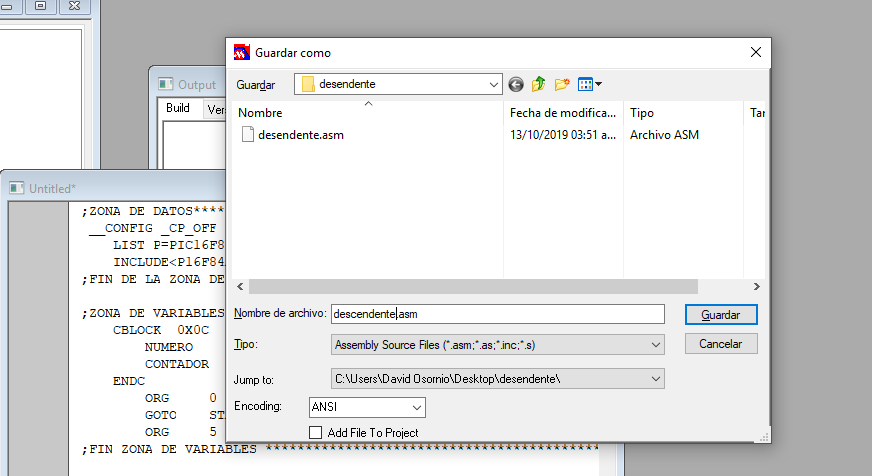 Guardar como
Guardar
desendente
Nombre
Fecha de modifica...
Tipo
Tar
desendente.asm
13/10/2019 03:51 a...
Archivo ASM
Nombre de archivo:
descendente.asm
Guardar
Tipo:
Assembly Source Files (*.asm;*.as;*.inc;*.s)
Cancelar
Jump to:
C:\Users\David Osornio\Desktop\desendente\
Encoding:
ANSI
Add File To Project
Output
Build
Ver
Untitled*
;ZONA DE DATOS****
__CONFIG _CP_OFF
LIST P=PIC16F8
INCLUDE<P16F84
;FIN DE LA ZONA DE
;ZONA DE VARIABLES
CBLOCK 0X0C
NUMERO
CONTADOR
ENDC
ORG 0
GOTO ST
ORG 5
;FIN ZONA DE VARIABLES *******************************************